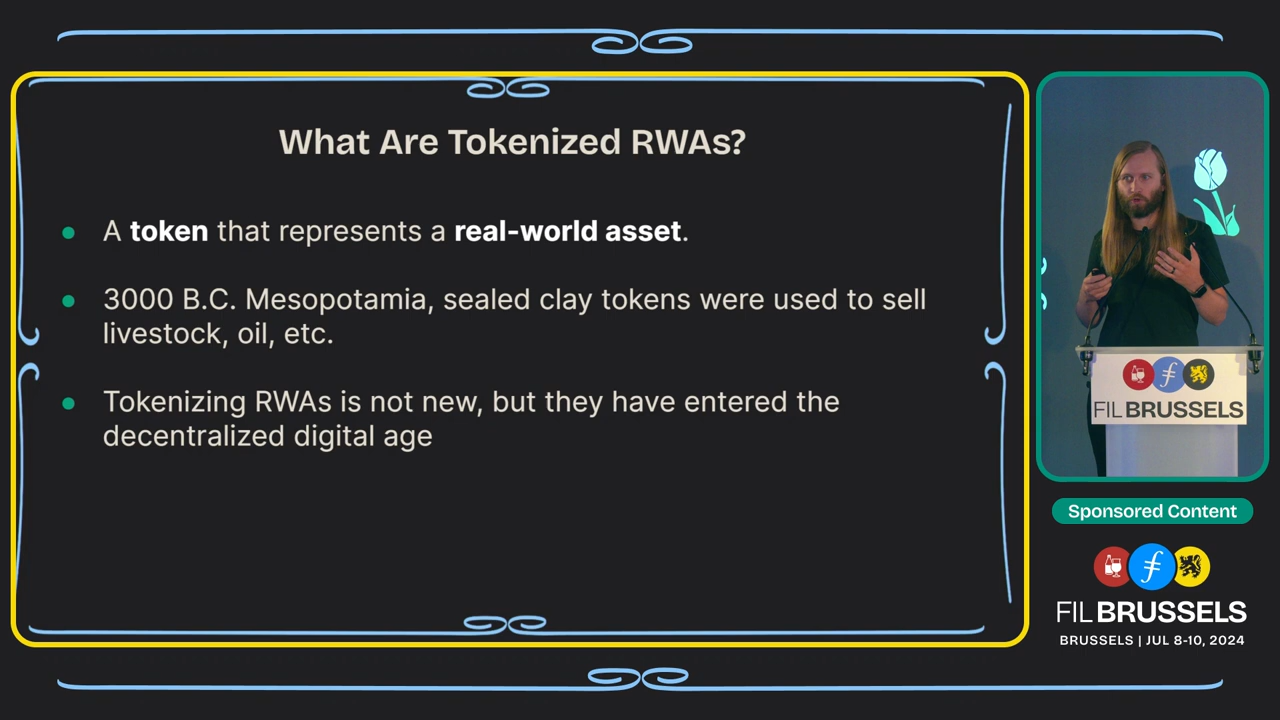 What Are Tokenized RWAs?
A token that represents a real-world asset.
3000 B.C. Mesopotamia, sealed clay tokens were used to sell
livestock, oil, etc.
Tokenizing RWAs is not new, but they have entered the
decentralized digital age
FIL BRUSSELS
Sponsored Content
FIL BRUSSELS
BRUSSELS | JUL 8-10, 2024